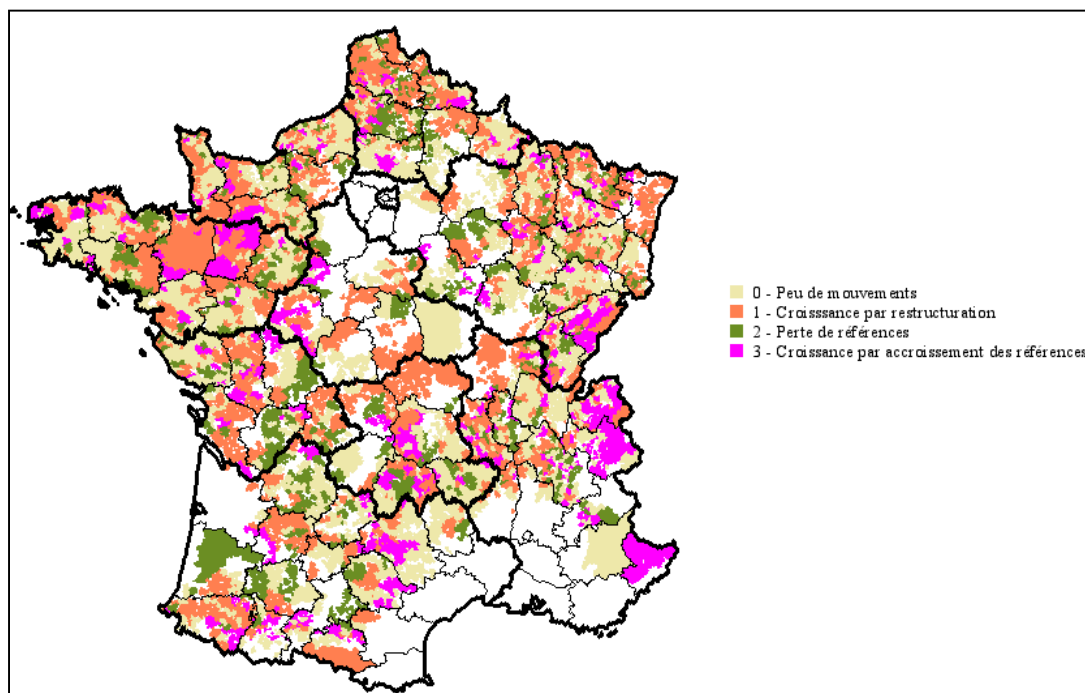 0 - Peu de mouvements
1 - Croisssance par restructuration
2 - Perte de références
3 - Croissance par accroissement des références